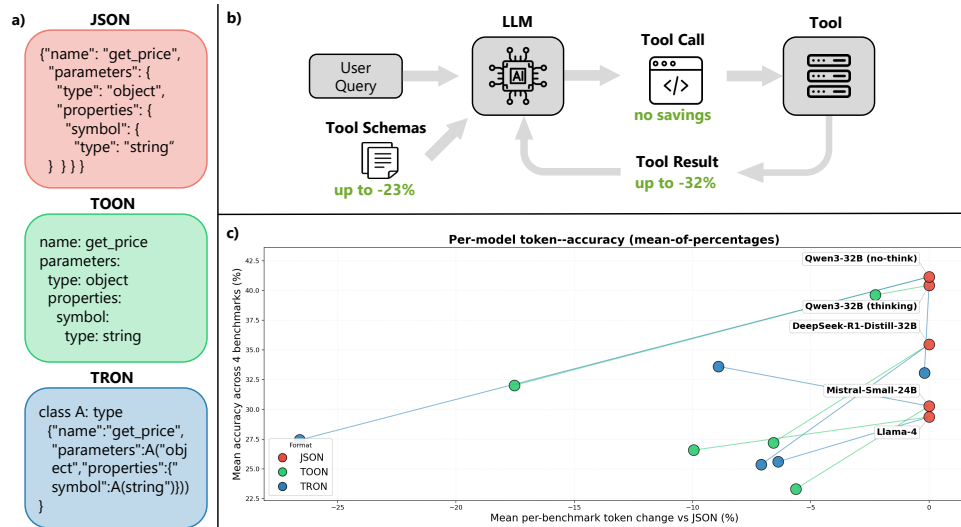 a)
JSON
{"name": "get_price",
"parameters": {
"type": "object",
"properties": {
"symbol": {
"type": "string“
} } } }
TOON
name: get_price
parameters:
type: object
properties:
symbol:
type: string
TRON
class A: type
{"name":"get_price",
"parameters":A("obj
ect","properties":{"
symbol":A(string")}))
}
b)
LLM
Tool
User
Query
AI
Tool Call
</>
no savings
Tool Schemas
up to -23%
Tool Result
up to -32%
c)
Per-model token--accuracy (mean-of-percentages)
Mean accuracy across 4 benchmarks (%)
42.5
40.0
37.5
35.0
32.5
30.0
27.5
25.0
22.5
Qwen3-32B (no-think)
Qwen3-32B (thinking)
DeepSeek-R1-Distill-32B
Mistral-Small-24B
Llama-4
Format
JSON
TOON
TRON
−25
−20
−15
−10
−5
0
Mean per-benchmark token change vs JSON (%)